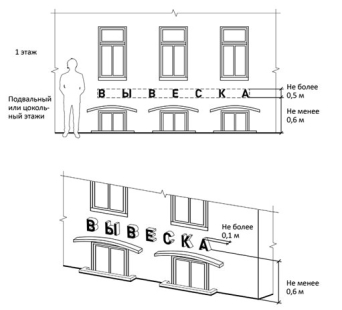 1 этаж
Подвальный
или цоколь-
ный этажи
В Ы В Е С К А
Не более
0,5 м
Не менее
0,6 м
ВЫВЕСКА
Не более
0,1 м
Не менее
0,6 м